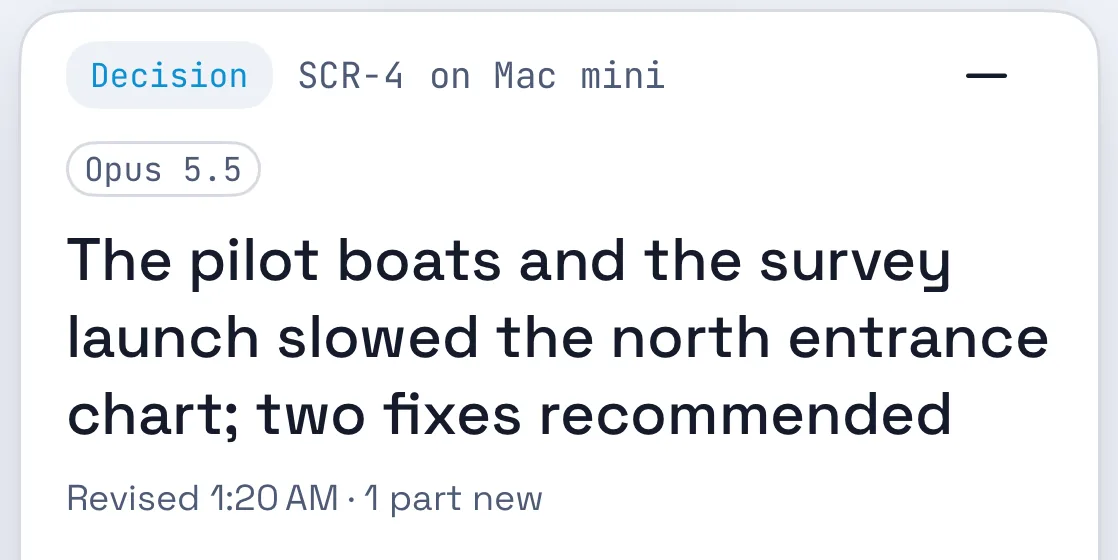 Decision SCR-4 on Mac mini
Opus 5.5
The pilot boats and the survey
launch slowed the north entrance
chart; two fixes recommended
Revised 1:20 AM · 1 part new